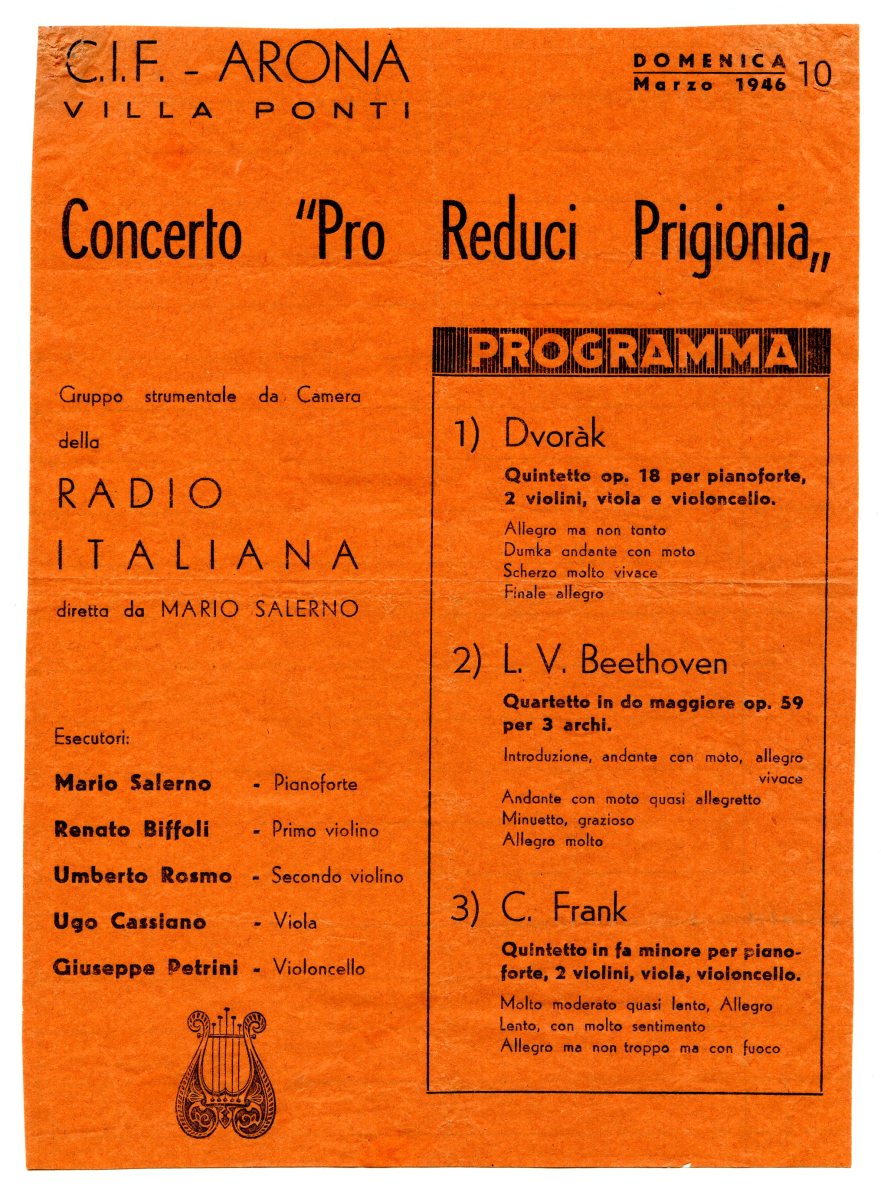 C.I.F. - ARONA
VILLA PONTI
DOMENICA
Marzo 1946 10
Concerto "Pro Reduci Prigionia„
Gruppo strumentale da Camera
della
RADIO
ITALIANA
diretta da MARIO SALERNO
Esecutori:
Mario Salerno - Pianoforte
Renato Biffoli - Primo violino
Umberto Rosmo - Secondo violino
Ugo Cassiano - Viola
Giuseppe Petrini - Violoncello
PROGRAMMA
1) Dvoràk
Quintetto op. 18 per pianoforte,
2 violini, viola e violoncello.
Allegro ma non tanto
Dumka andante con moto
Scherzo molto vivace
Finale allegro
2) L. V. Beethoven
Quartetto in do maggiore op. 59
per 3 archi.
Introduzione, andante con moto, allegro
vivace
Andante con moto quasi allegretto
Minuetto, grazioso
Allegro molto
3) C. Frank
Quintetto in fa minore per piano-
forte, 2 violini, viola, violoncello.
Molto moderato quasi lento, Allegro
Lento, con molto sentimento
Allegro ma non troppo ma con fuoco